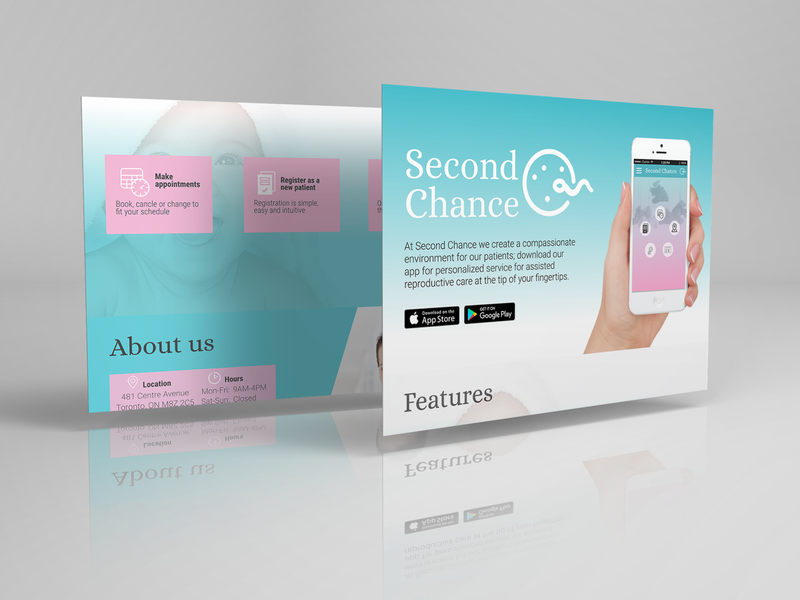 Make
appointments
Book, cancle or change to
fit your schedule
Register as a
new patient
Registration is simple,
easy and intuitive
About us
Location
481 Centre Avenue
Toronto, ON M8Z 2C5
Hours
Mon-Fri: 9AM-4PM
Sat-Sun: Closed
Second
Chance
At Second Chance we create a compassionate
environment for our patients; download our
app for personalized service for assisted
reproductive care at the tip of your fingertips.
Download on the
App Store
GET IT ON
Google Play
Second Chance
Features